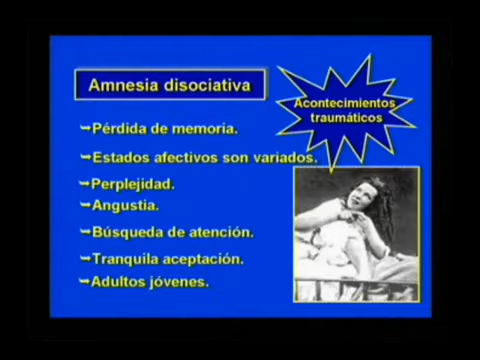 Amnesia disociativa
Acontecimientos
traumáticos
➥Pérdida de memoria.
➥Estados afectivos son variados.
➥Perplejidad.
➥Angustia.
➥Búsqueda de atención.
➥Tranquila aceptación.
➥Adultos jóvenes.